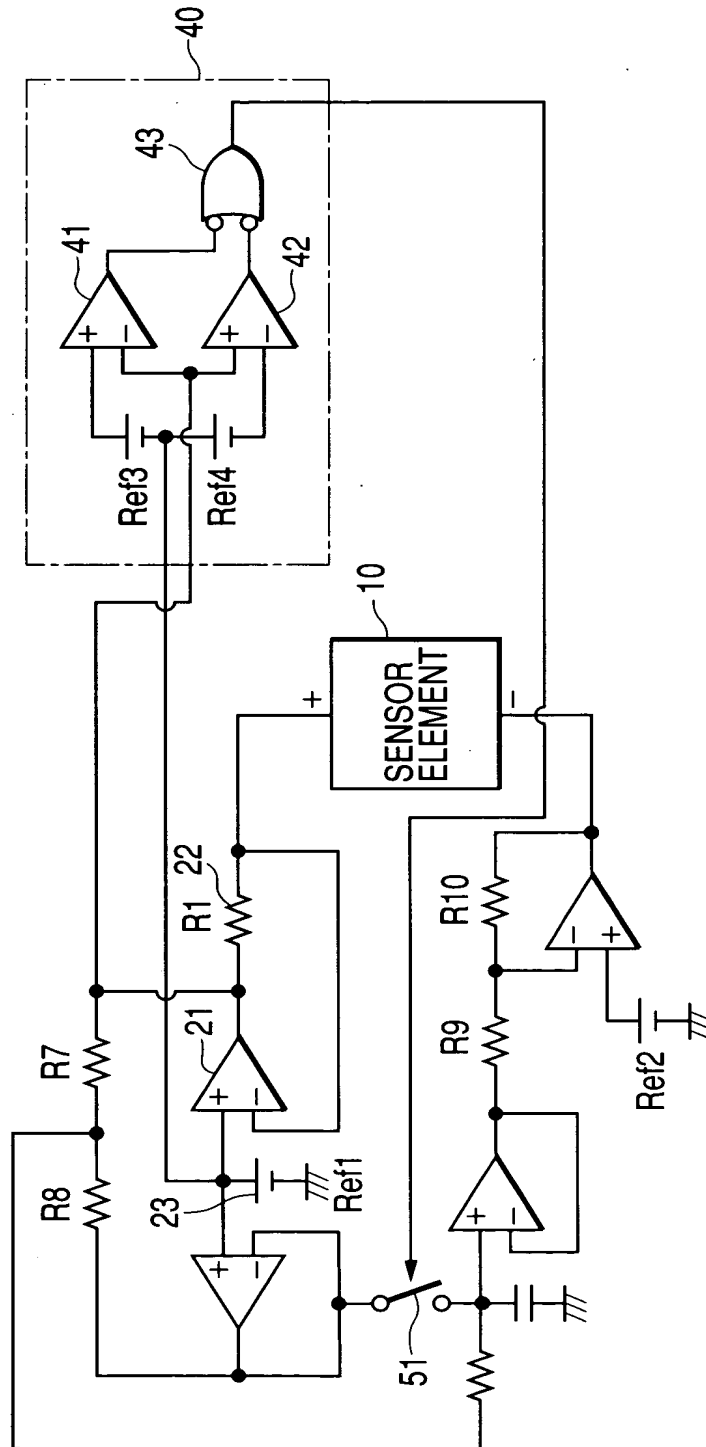 40
43
41
42
+
−
+
−
Ref3
Ref4
10
+
SENSOR
ELEMENT
−
22
R1
R7
21
+
−
R8
23
Ref1
+
−
R10
R9
−
+
Ref2
+
−
51